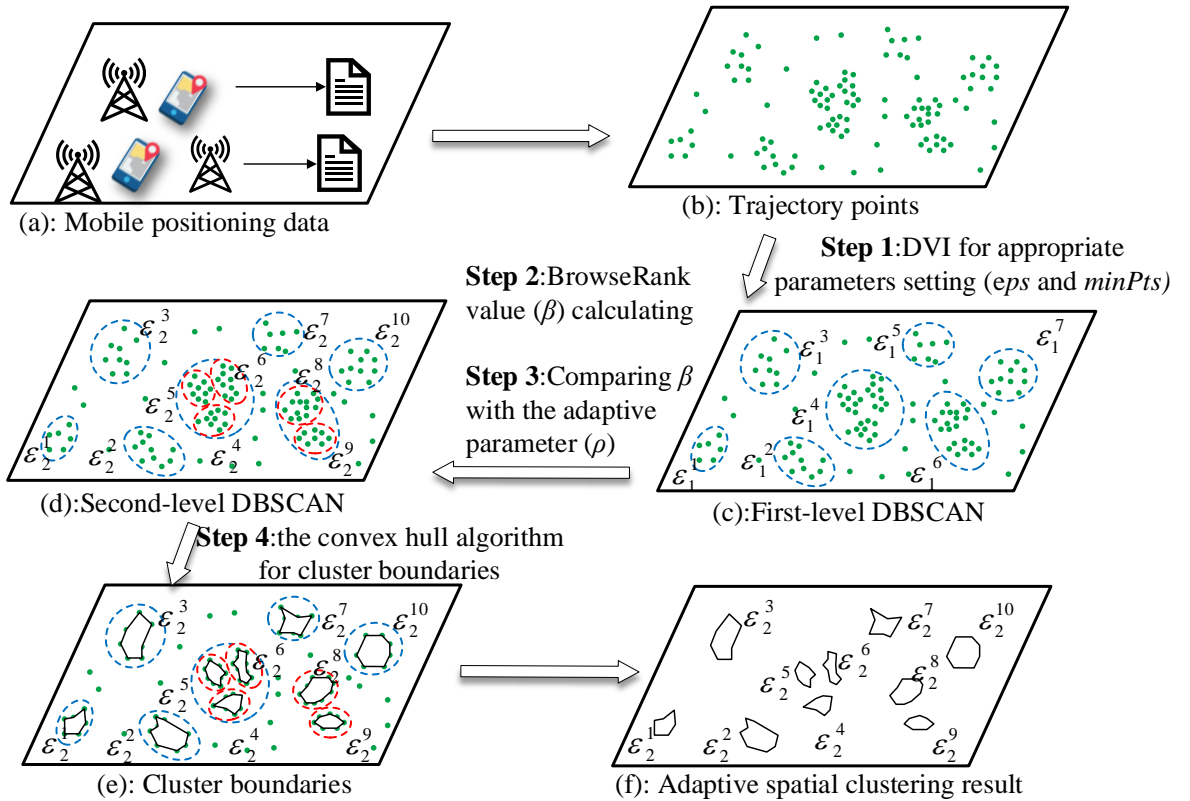 (a): Mobile positioning data
(b): Trajectory points
Step 1:DVI for appropriate
parameters setting (eps and minPts)
Step 2:BrowseRank
value (β) calculating
Step 3:Comparing β
with the adaptive
parameter (ρ)
ε₂³
ε₂⁷
ε₂¹⁰
ε₂⁶
ε₂⁸
ε₂⁵
ε₂¹
ε₂²
ε₂⁴
ε₂⁹
(d):Second-level DBSCAN
ε₁³
ε₁⁵
ε₁⁷
ε₁⁴
ε₁²
ε₁¹
ε₁⁶
(c):First-level DBSCAN
Step 4:the convex hull algorithm
for cluster boundaries
ε₂³
ε₂⁷
ε₂¹⁰
ε₂⁶
ε₂⁸
ε₂⁵
ε₂¹
ε₂²
ε₂⁴
ε₂⁹
(e): Cluster boundaries
ε₂³
ε₂⁷
ε₂¹⁰
ε₂⁶
ε₂⁸
ε₂⁵
ε₂¹
ε₂²
ε₂⁴
ε₂⁹
(f): Adaptive spatial clustering result